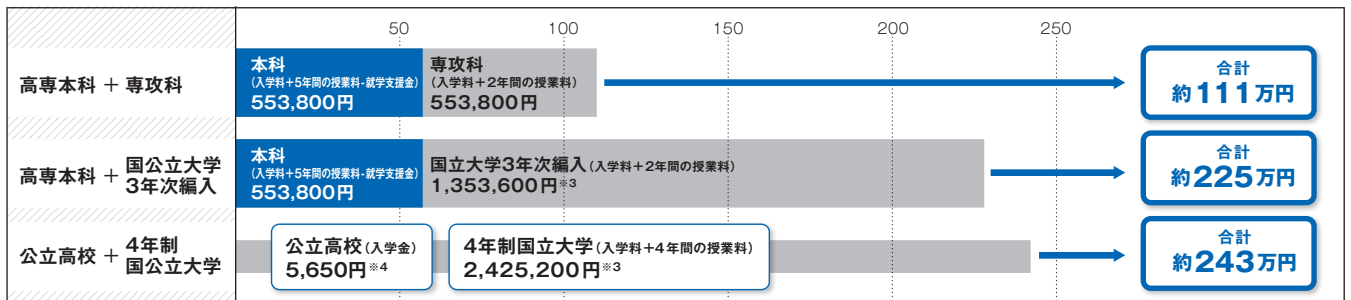 50 100 150 200 250
高専本科 + 専攻科
本科
(入学料+5年間の授業料-就学支援金)
553,800円
専攻科
(入学料+2年間の授業料)
553,800円
合計
約111万円
高専本科 + 国公立大学
3年次編入
本科
(入学料+5年間の授業料-就学支援金)
553,800円
国立大学3年次編入(入学料+2年間の授業料)
1,353,600円※3
合計
約225万円
公立高校 + 4年制
国公立大学
公立高校(入学金)
5,650円※4
4年制国立大学(入学料+4年間の授業料)
2,425,200円※3
合計
約243万円